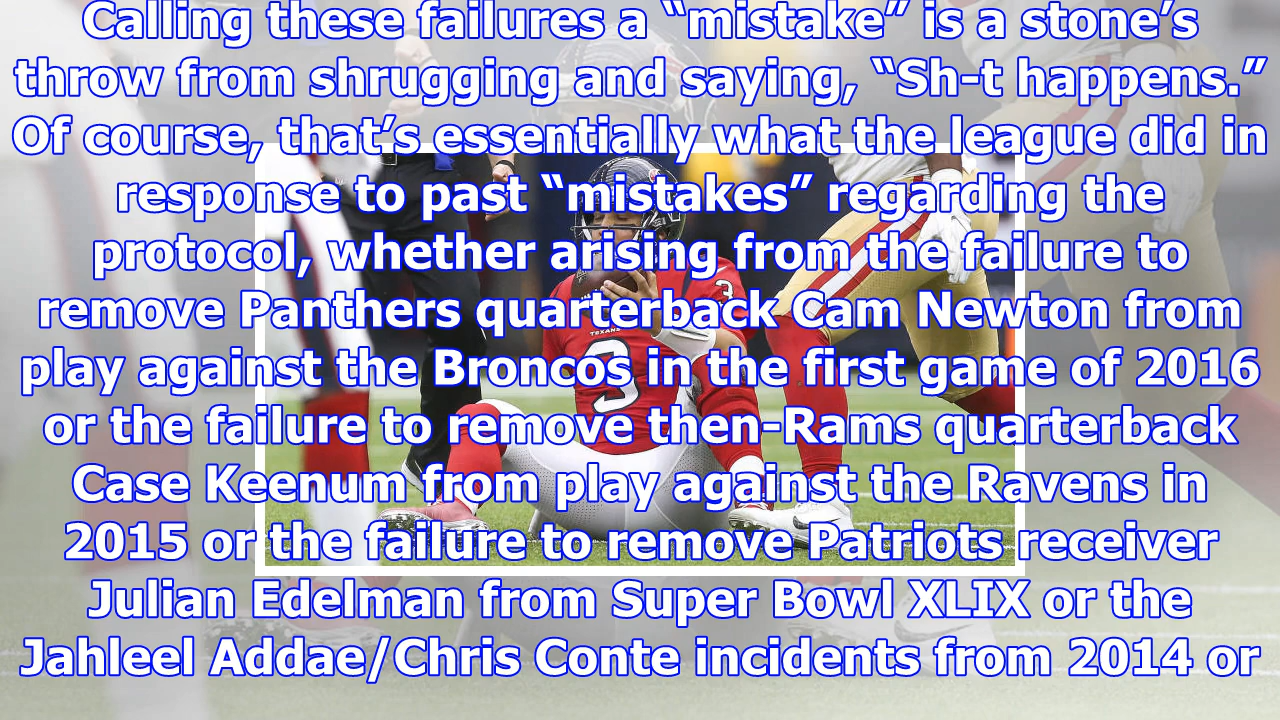 Calling these failures a “mistake” is a stone’s
throw from shrugging and saying, “Sh-t happens.”
Of course, that’s essentially what the league did in
response to past “mistakes” regarding the
protocol, whether arising from the failure to
remove Panthers quarterback Cam Newton from
play against the Broncos in the first game of 2016
or the failure to remove then-Rams quarterback
Case Keenum from play against the Ravens in
2015 or the failure to remove Patriots receiver
Julian Edelman from Super Bowl XLIX or the
Jahleel Addae/Chris Conte incidents from 2014 or
3
TEXANS
3